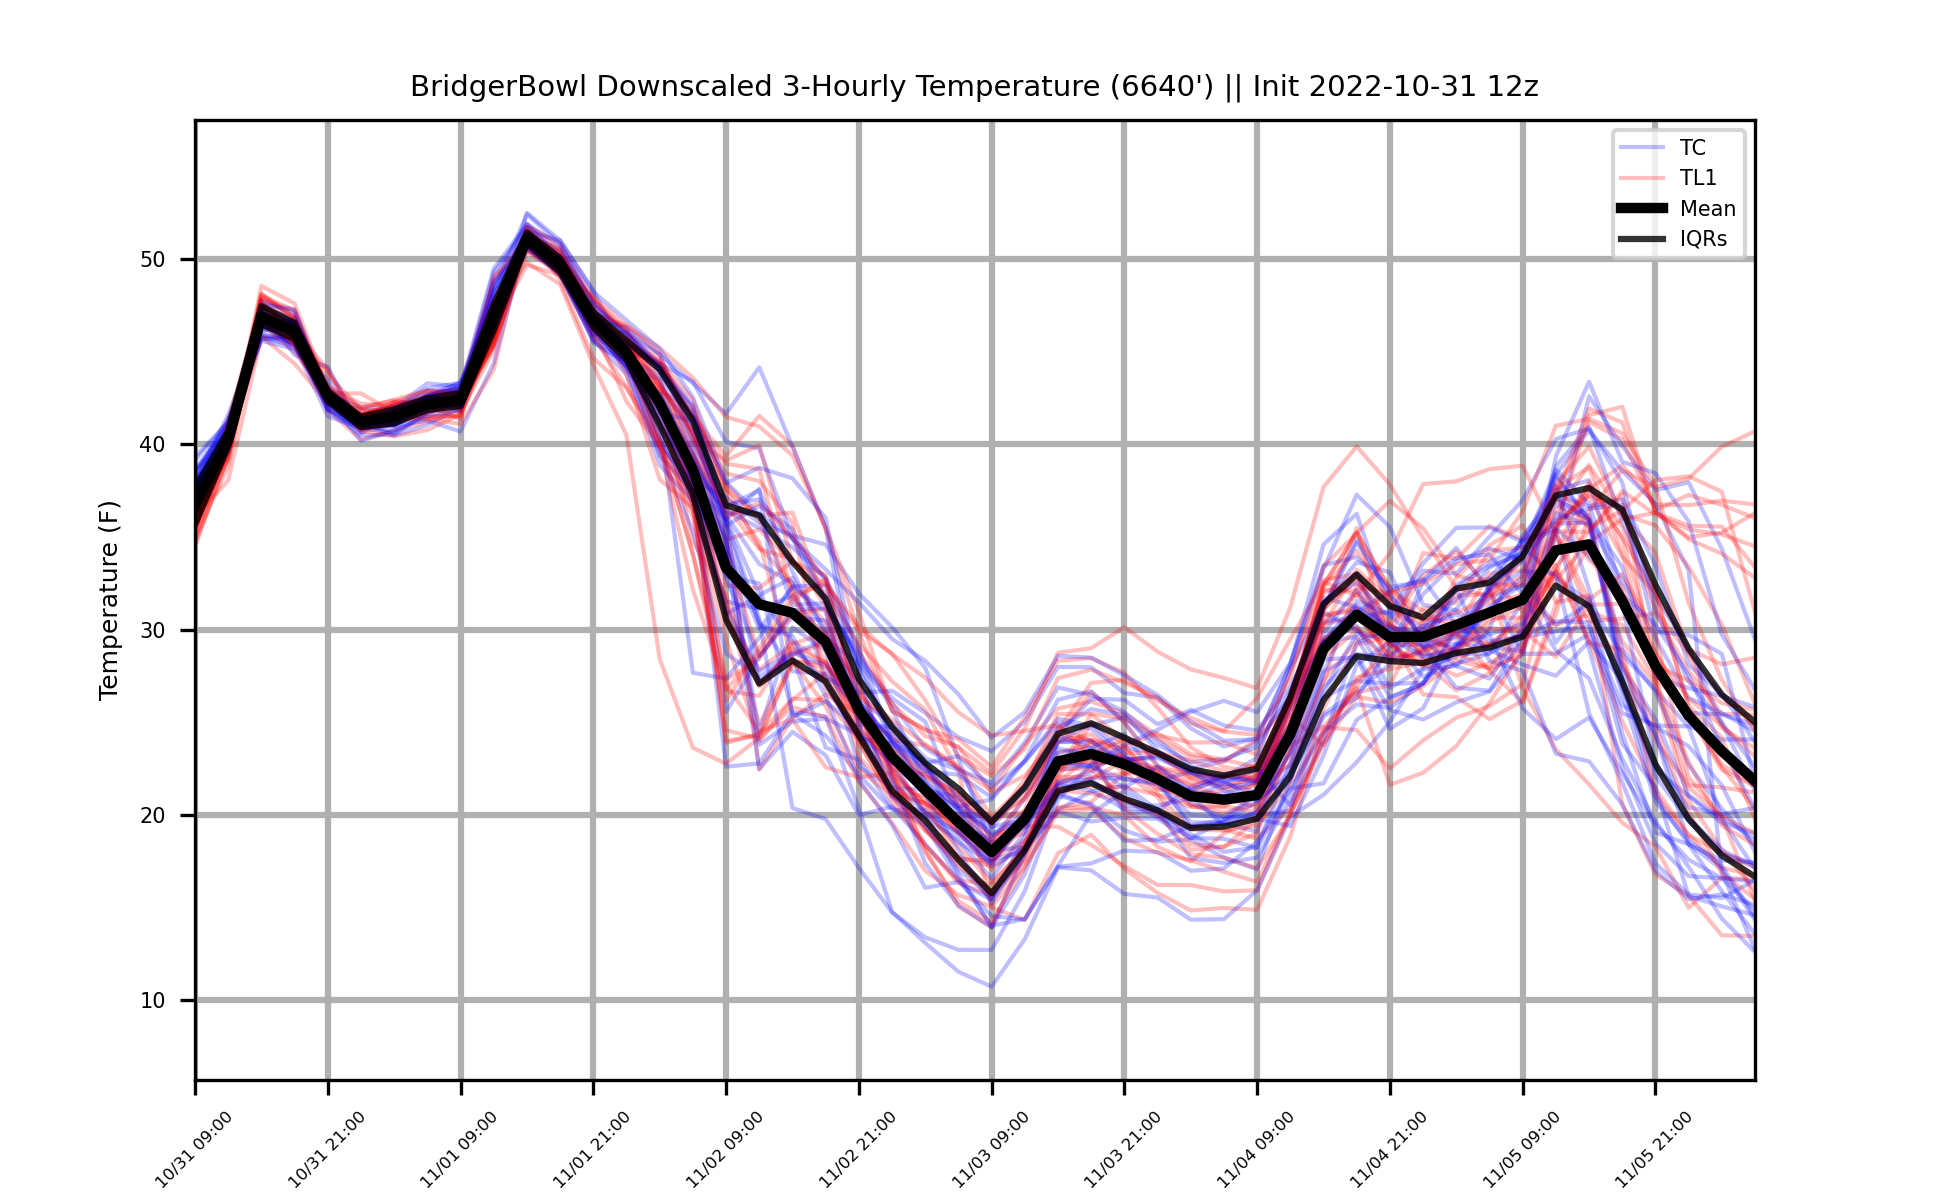 BridgerBowl Downscaled 3-Hourly Temperature (6640') || Init 2022-10-31 12z
TC
TL1
Mean
IQRs
Temperature (F)
50
40
30
20
10
10/31 09:00
10/31 21:00
11/01 09:00
11/01 21:00
11/02 09:00
11/02 21:00
11/03 09:00
11/03 21:00
11/04 09:00
11/04 21:00
11/05 09:00
11/05 21:00